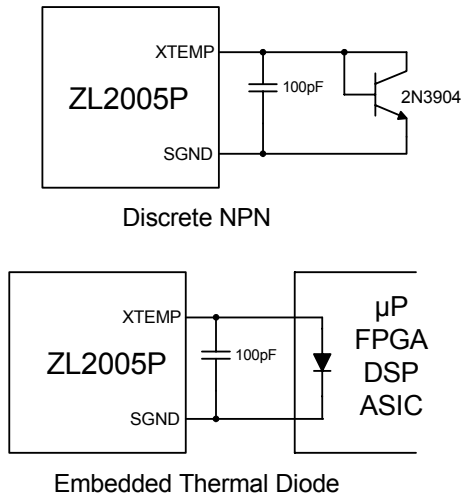 XTEMP
ZL2005P
100pF
2N3904
SGND
Discrete NPN
XTEMP
ZL2005P
100pF
SGND
µP
FPGA
DSP
ASIC
Embedded Thermal Diode